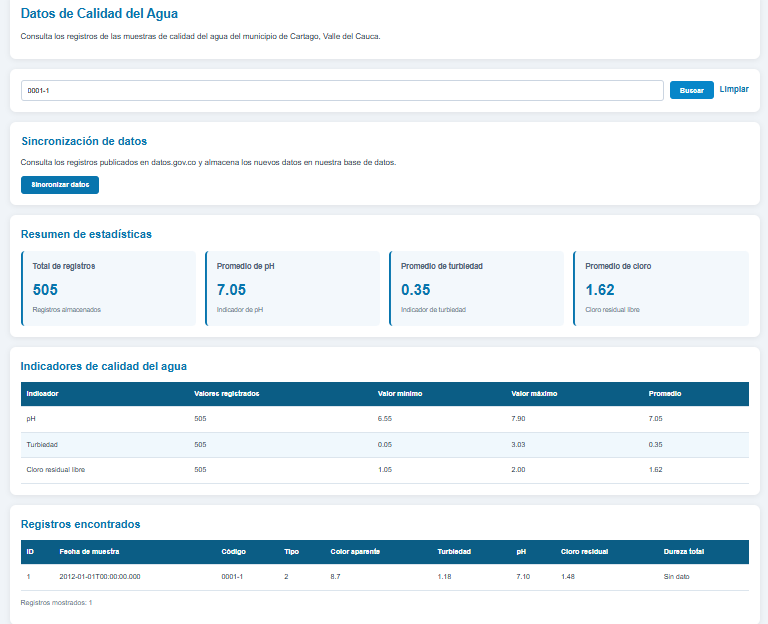 Datos de Calidad del Agua
Consulta los registros de las muestras de calidad del agua del municipio de Cartago, Valle del Cauca.
0001-1 Buscar Limpiar
Sincronización de datos
Consulta los registros publicados en datos.gov.co y almacena los nuevos datos en nuestra base de datos.
Sincronizar datos
Resumen de estadísticas
Total de registros Promedio de pH Promedio de turbiedad Promedio de cloro
505 7.05 0.35 1.62
Registros almacenados Indicador de pH Indicador de turbiedad Cloro residual libre
Indicadores de calidad del agua
Indicador Valores registrados Valor mínimo Valor máximo Promedio
pH 505 6.55 7.90 7.05
Turbiedad 505 0.05 3.03 0.35
Cloro residual libre 505 1.05 2.00 1.62
Registros encontrados
ID Fecha de muestra Código Tipo Color aparente Turbiedad pH Cloro residual Dureza total
1 2012-01-01T00:00:00.000 0001-1 2 8.7 1.18 7.10 1.48 Sin dato
Registros mostrados: 1